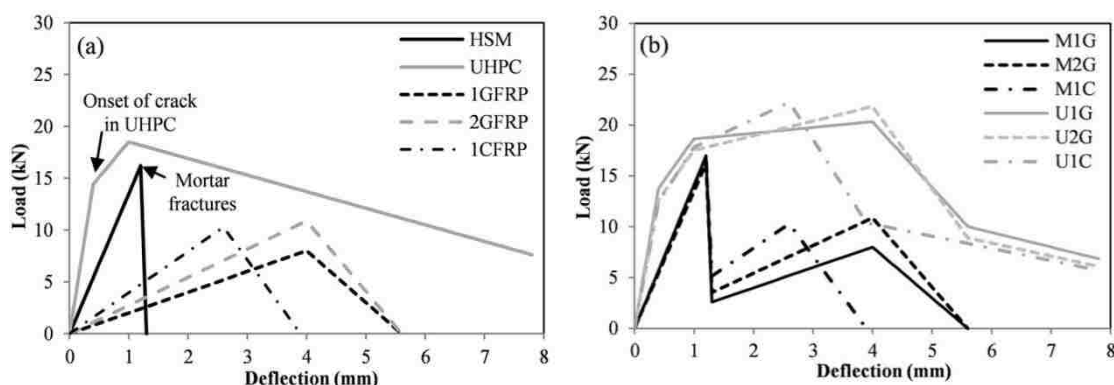 (a)
30
25
20
15
10
5
0
Load (kN)
Onset of crack
in UHPC
Mortar
fractures
HSM
UHPC
1GFRP
2GFRP
1CFRP
0 1 2 3 4 5 6 7 8
Deflection (mm)
(b)
30
25
20
15
10
5
0
Load (kN)
M1G
M2G
M1C
U1G
U2G
U1C
0 1 2 3 4 5 6 7 8
Deflection (mm)